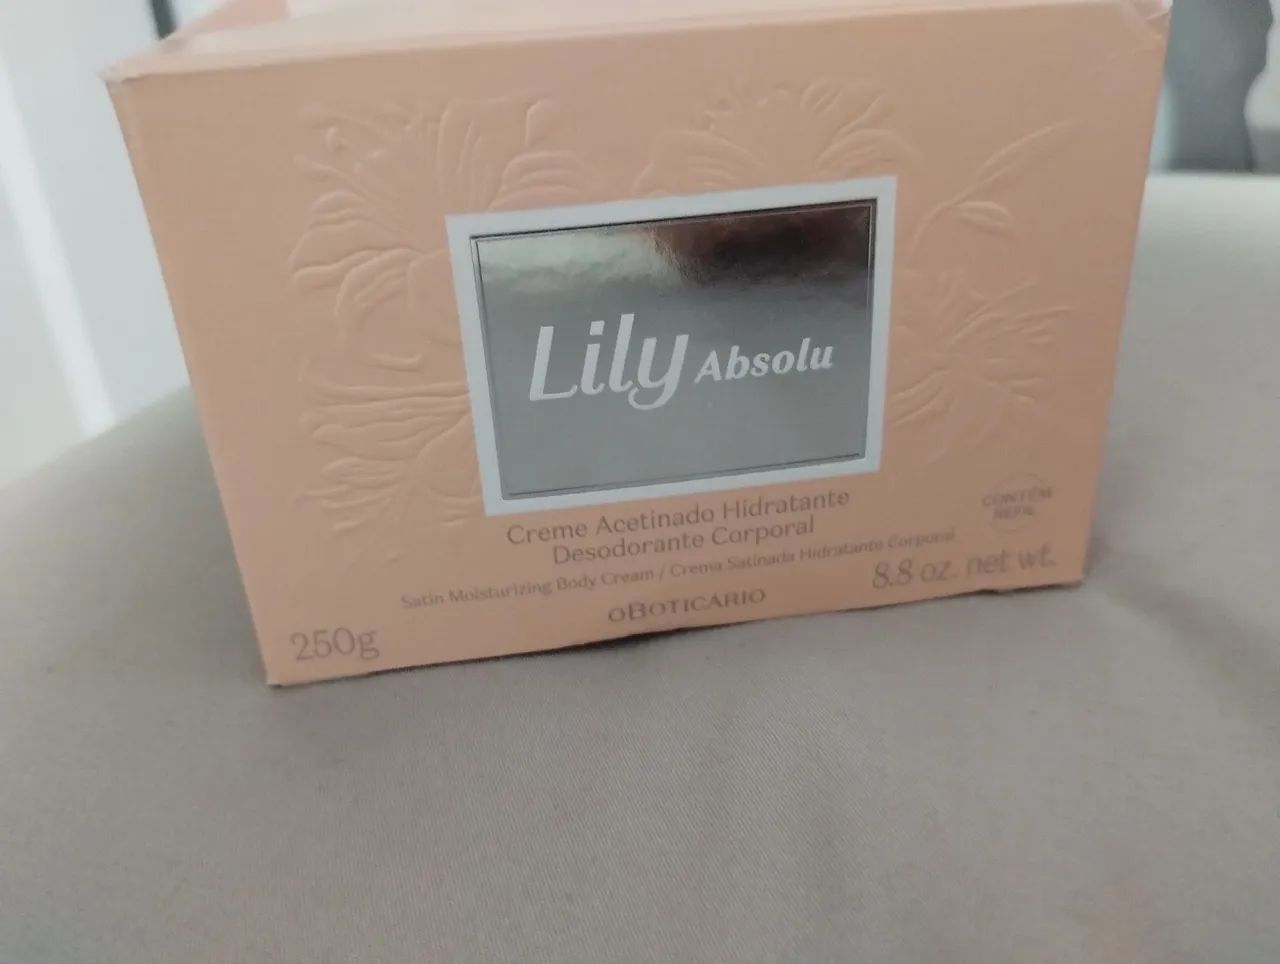 Lily Absolu
Creme Acetinado Hidratante
Desodorante Corporal
Satin Moisturizing Body Cream / Crema Satinada Hidratante Corporal
CONTÉM
REFIL
250g
oBOTICARIO
8.8 oz. net wt.